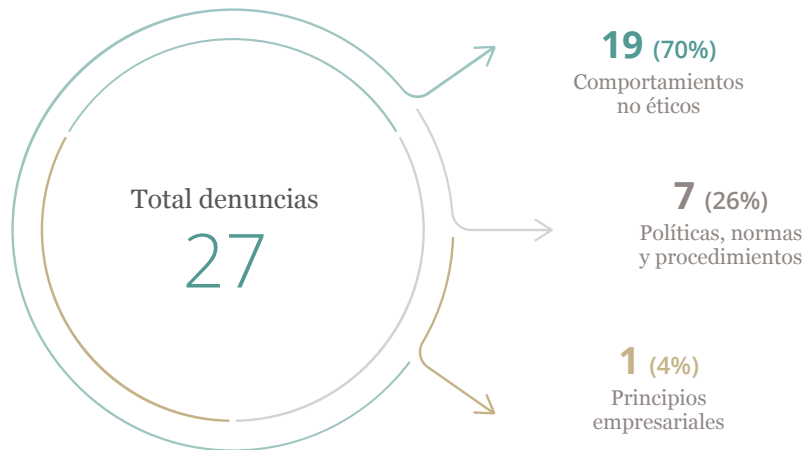 Total denuncias
27
19 (70%)
Comportamientos
no éticos
7 (26%)
Políticas, normas
y procedimientos
1 (4%)
Principios
empresariales